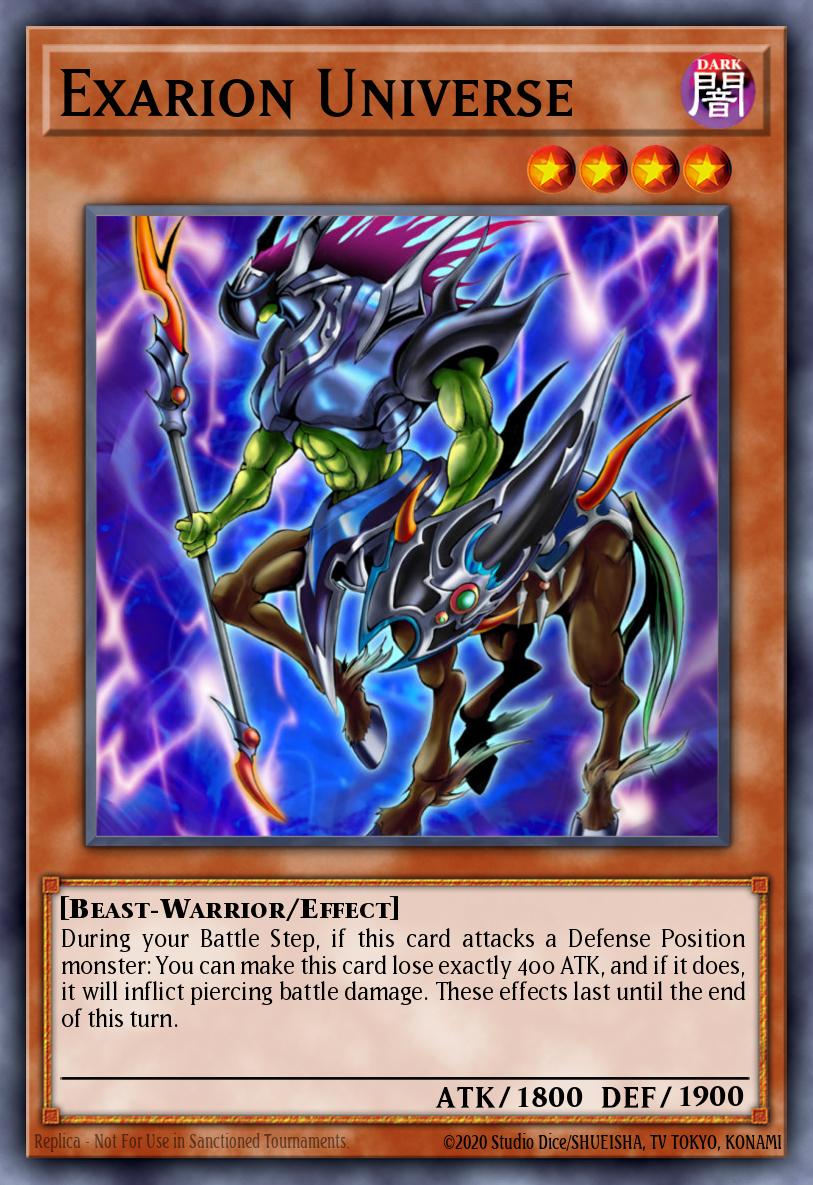 Exarion Universe
DARK
闇
[Beast-Warrior/Effect]
During your Battle Step, if this card attacks a Defense Position
monster: You can make this card lose exactly 400 ATK, and if it does,
it will inflict piercing battle damage. These effects last until the end
of this turn.
ATK/1800 DEF/1900
Replica - Not For Use in Sanctioned Tournaments.
©2020 Studio Dice/SHUEISHA, TV TOKYO, KONAMI